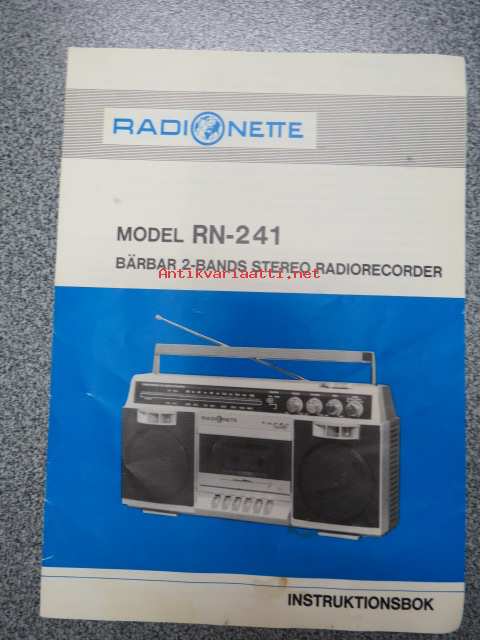 RADIONETTE
MODEL RN-241
BÄRBAR 2-BANDS STEREO RADIORECORDER
Antikvariaatti.net
RADIONETTE
INSTRUKTIONSBOK